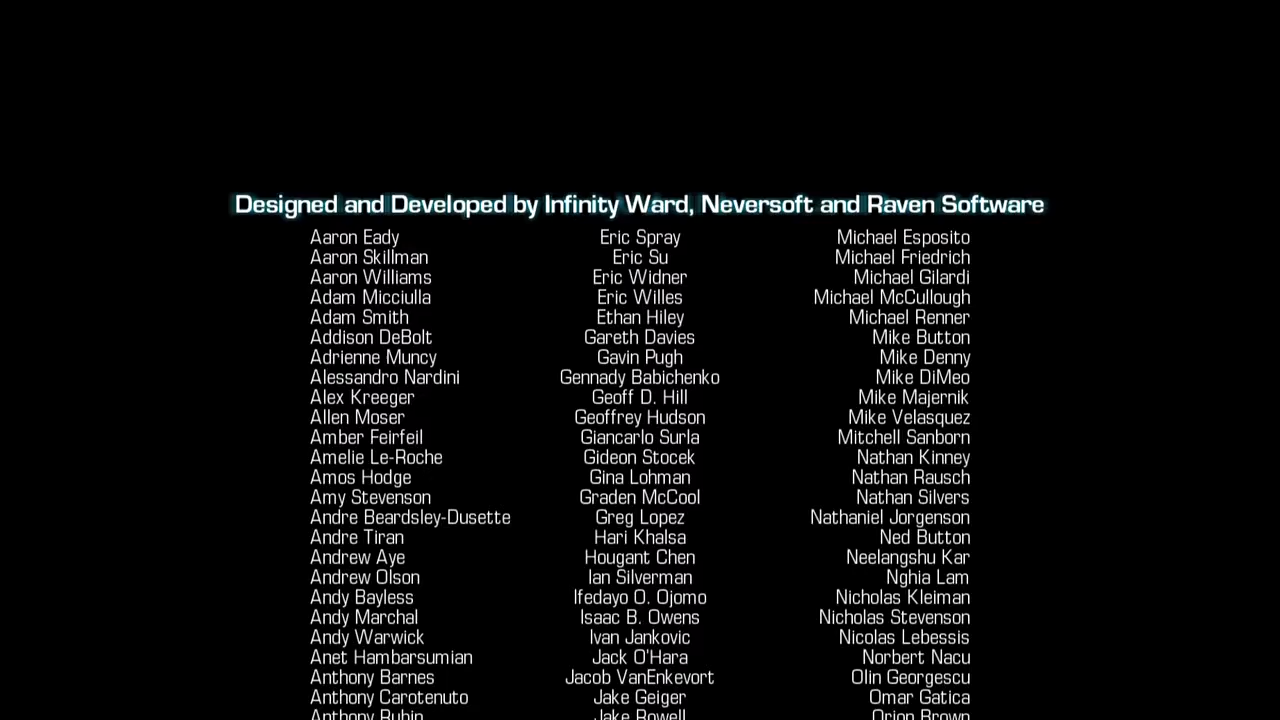 Designed and Developed by Infinity Ward, Neversoft and Raven Software
Aaron Eady Eric Spray Michael Esposito
Aaron Skillman Eric Su Michael Friedrich
Aaron Williams Eric Widner Michael Gilardi
Adam Micciulla Eric Willes Michael McCullough
Adam Smith Ethan Hiley Michael Renner
Addison DeBolt Gareth Davies Mike Button
Adrienne Muncy Gavin Pugh Mike Denny
Alessandro Nardini Gennady Babichenko Mike DiMeo
Alex Kreeger Geoff D. Hill Mike Majernik
Allen Moser Geoffrey Hudson Mike Velasquez
Amber Feirfeil Giancarlo Surla Mitchell Sanborn
Amelie Le-Roche Gideon Stocek Nathan Kinney
Amos Hodge Gina Lohman Nathan Rausch
Amy Stevenson Graden McCool Nathan Silvers
Andre Beardsley-Dusette Greg Lopez Nathaniel Jorgenson
Andre Tiran Hari Khalsa Ned Button
Andrew Aye Hougant Chen Neelangshu Kar
Andrew Olson Ian Silverman Nghia Lam
Andy Bayless Ifedayo O. Ojomo Nicholas Kleiman
Andy Marchal Isaac B. Owens Nicholas Stevenson
Andy Warwick Ivan Jankovic Nicolas Lebessis
Anet Hambarsumian Jack O'Hara Norbert Nacu
Anthony Barnes Jacob VanEnkevort Olin Georgescu
Anthony Carotenuto Jake Geiger Omar Gatica
Anthony Rubin Jake Rowell Orion Brown